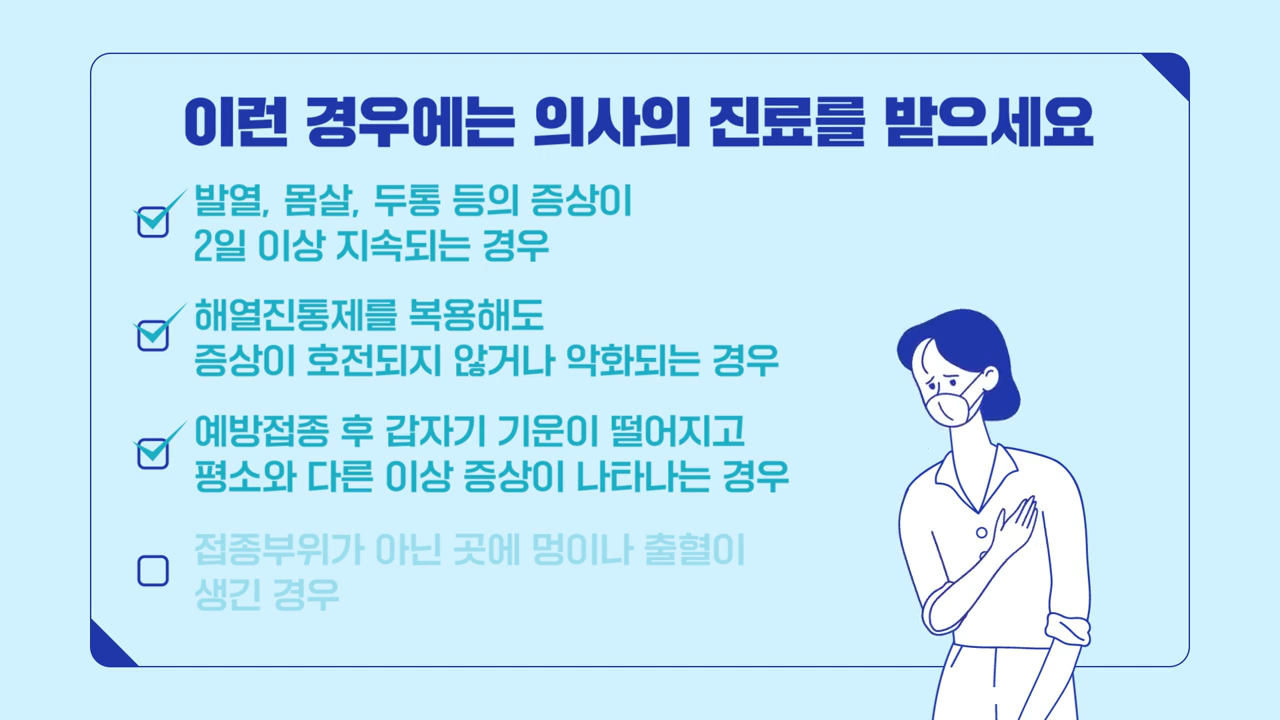 이런 경우에는 의사의 진료를 받으세요
발열, 몸살, 두통 등의 증상이
2일 이상 지속되는 경우
해열진통제를 복용해도
증상이 호전되지 않거나 악화되는 경우
예방접종 후 갑자기 기운이 떨어지고
평소와 다른 이상 증상이 나타나는 경우
접종부위가 아닌 곳에 멍이나 출혈이
생긴 경우